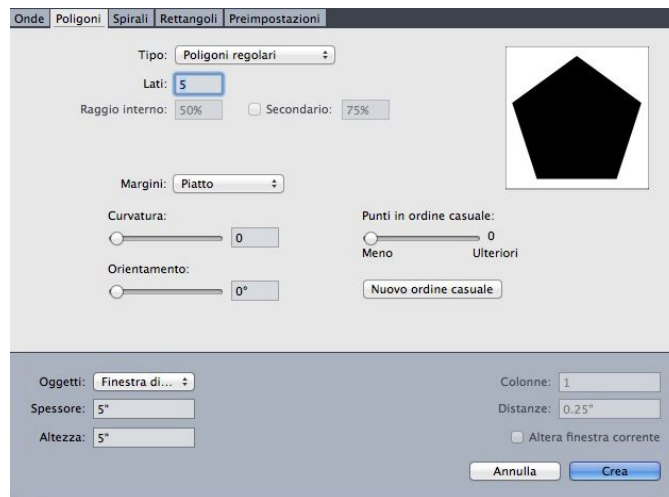 Onde Poligoni Spirali Rettangoli Preimpostazioni
Tipo: Poligoni regolari
Lati: 5
Raggio interno: 50% Secondario: 75%
Margini: Piatto
Curvatura:
0
Punti in ordine casuale:
0
Meno Ulteriori
Orientamento:
0°
Nuovo ordine casuale
Oggetti: Finestra di...
Spessore: 5"
Altezza: 5"
Colonne: 1
Distanze: 0.25"
Altera finestra corrente
Annulla Crea